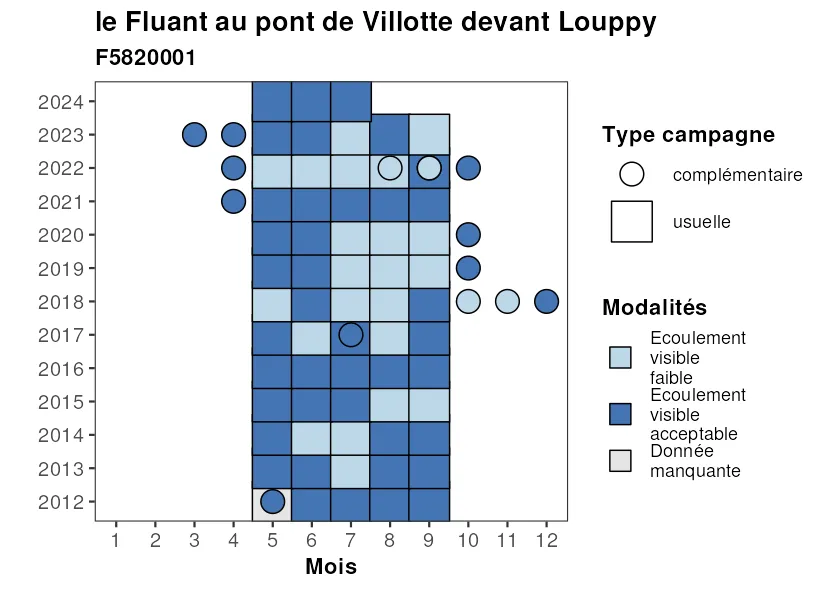 le Fluant au pont de Villotte devant Louppy
F5820001
2024
2023
2022
2021
2020
2019
2018
2017
2016
2015
2014
2013
2012
1 2 3 4 5 6 7 8 9 10 11 12
Mois
Type campagne
complémentaire
usuelle
Modalités
Ecoulement
visible
faible
Ecoulement
visible
acceptable
Donnée
manquante